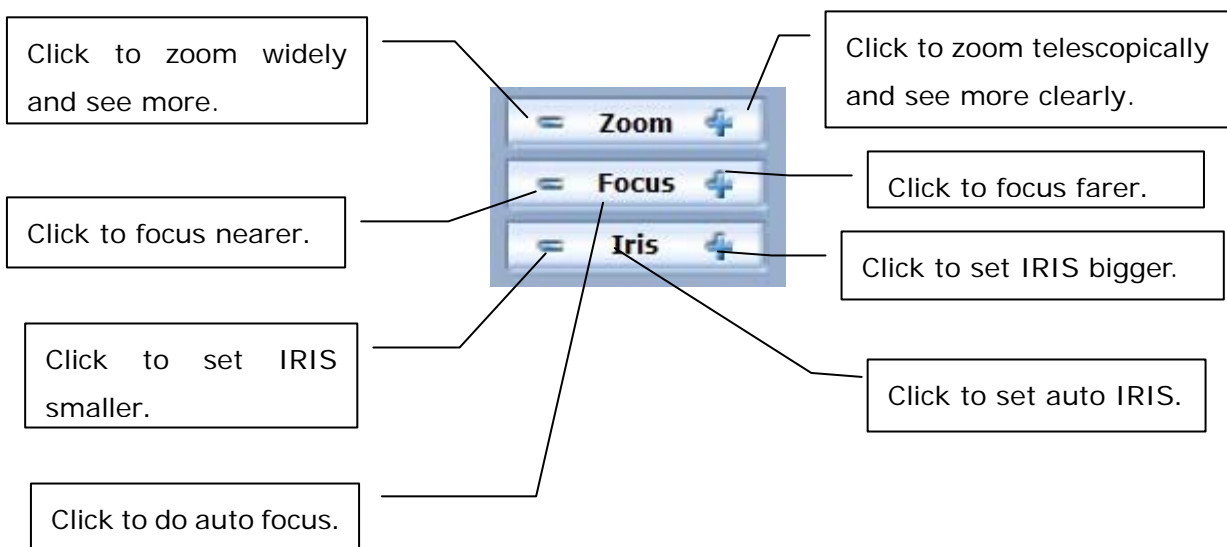 Click to zoom widely
and see more.
Click to zoom telescopically
and see more clearly.
Zoom
Focus
Iris
Click to focus farer.
Click to focus nearer.
Click to set IRIS bigger.
Click to set IRIS
smaller.
Click to set auto IRIS.
Click to do auto focus.